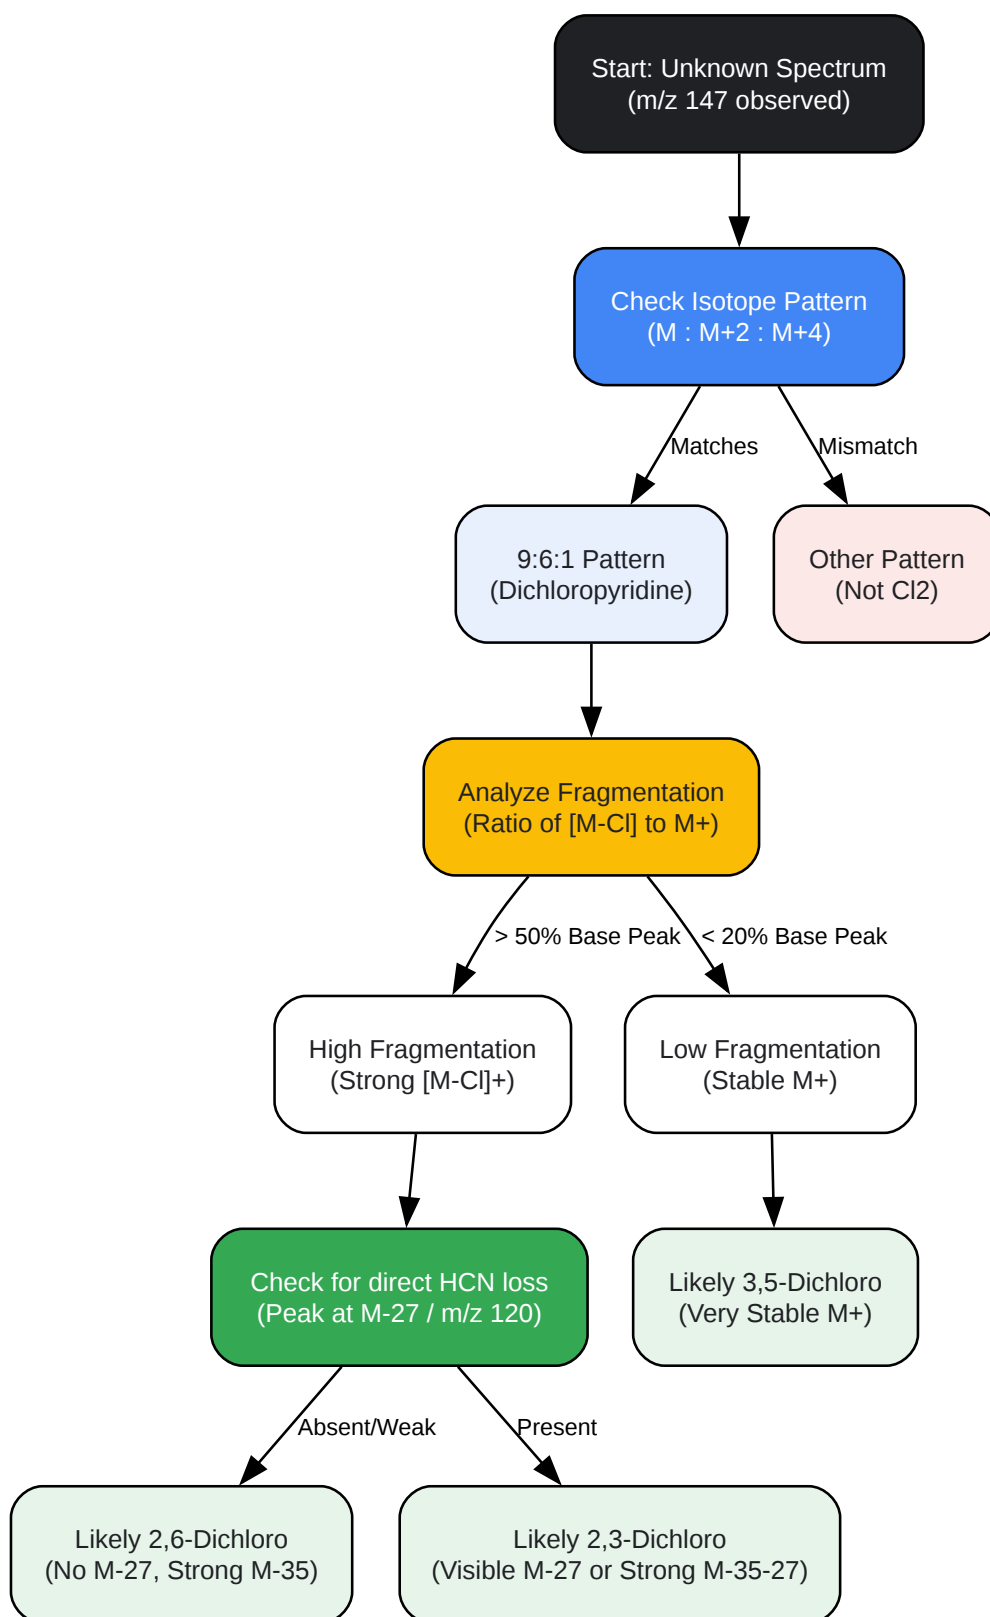 Start: Unknown Spectrum
(m/z 147 observed)
Check Isotope Pattern
(M : M+2 : M+4)
Matches
Mismatch
9:6:1 Pattern
(Dichloropyridine)
Other Pattern
(Not Cl2)
Analyze Fragmentation
(Ratio of [M-Cl] to M+)
> 50% Base Peak
< 20% Base Peak
High Fragmentation
(Strong [M-Cl]+)
Low Fragmentation
(Stable M+)
Check for direct HCN loss
(Peak at M-27 / m/z 120)
Likely 3,5-Dichloro
(Very Stable M+)
Absent/Weak
Present
Likely 2,6-Dichloro
(No M-27, Strong M-35)
Likely 2,3-Dichloro
(Visible M-27 or Strong M-35-27)